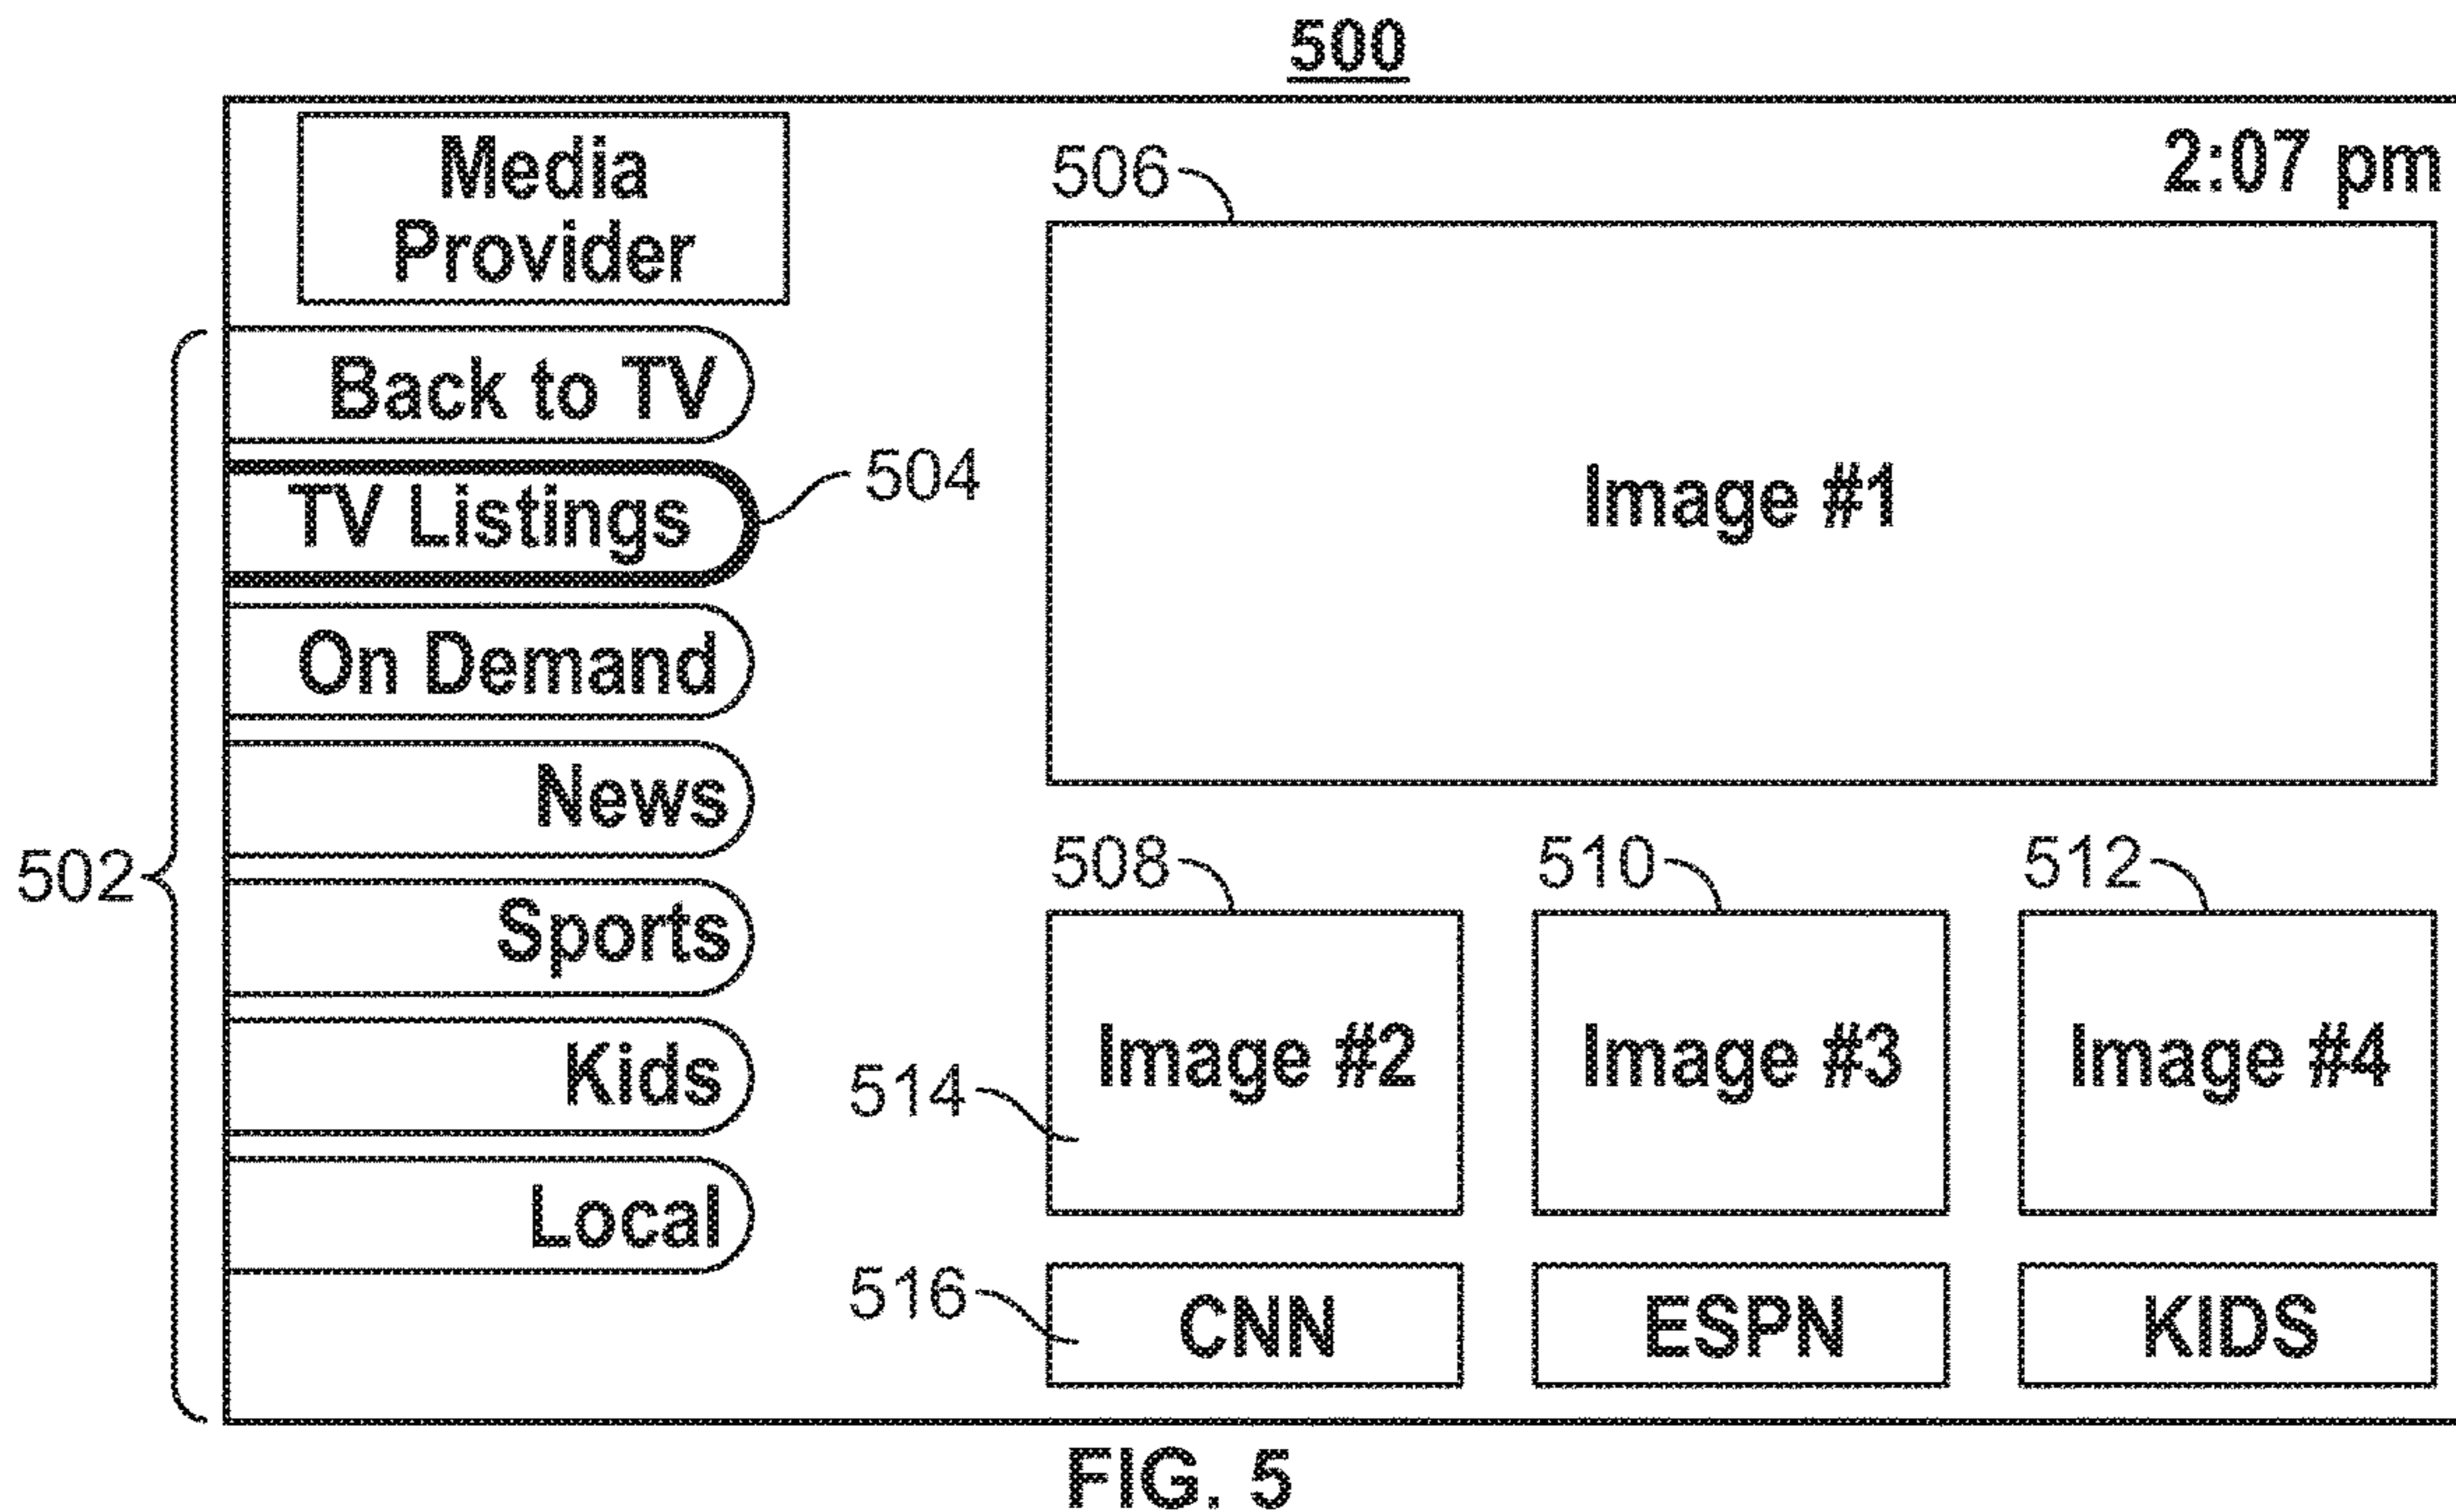 500
Media
Provider
2:07 pm
506
Back to TV
TV Listings
504
Image #1
On Demand
News
502
508
510
512
Sports
Image #2
Image #3
Image #4
Kids
514
Local
516
CNN
ESPN
KIDS
FIG. 5